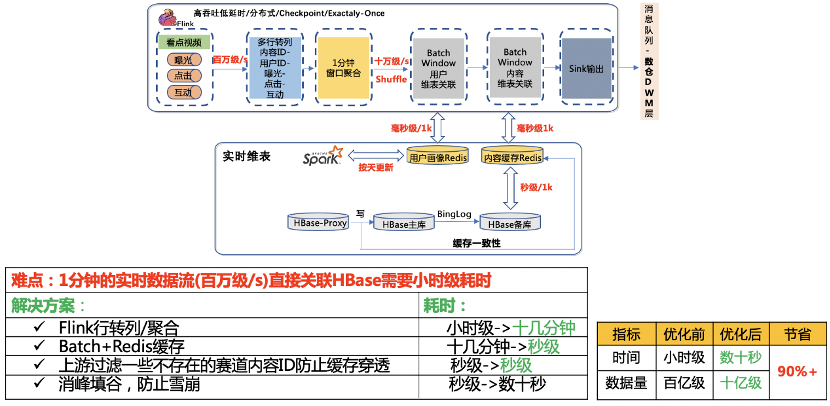 高吞吐低延时/分布式/Checkpoint/Exactaly-Once
Flink
看点视频
曝光
点击
互动
百万级/s
多行转列
内容ID-
用户ID-
曝光-
点击-
互动
1分钟
窗口聚合
十万级/s
Shuffle
Batch
Window
用户
维表关联
Batch
Window
内容
维表关联
Sink输出
消息队列-数仓DWM层
毫秒级/1k
毫秒级1k
实时维表
Spark
按天更新
用户画像Redis
内容缓存Redis
秒级/1k
HBase-Proxy
写
HBase主库
BingLog
HBase备库
缓存一致性
难点：1分钟的实时数据流(百万级/s)直接关联HBase需要小时级耗时
解决方案：
耗时：
✓ Flink行转列/聚合
小时级->十几分钟
✓ Batch+Redis缓存
十几分钟->秒级
✓ 上游过滤一些不存在的赛道内容ID防止缓存穿透
秒级->秒级
✓ 消峰填谷，防止雪崩
秒级->数十秒
指标 优化前 优化后 节省
时间 小时级 数十秒
90%+
数据量 百亿级 十亿级